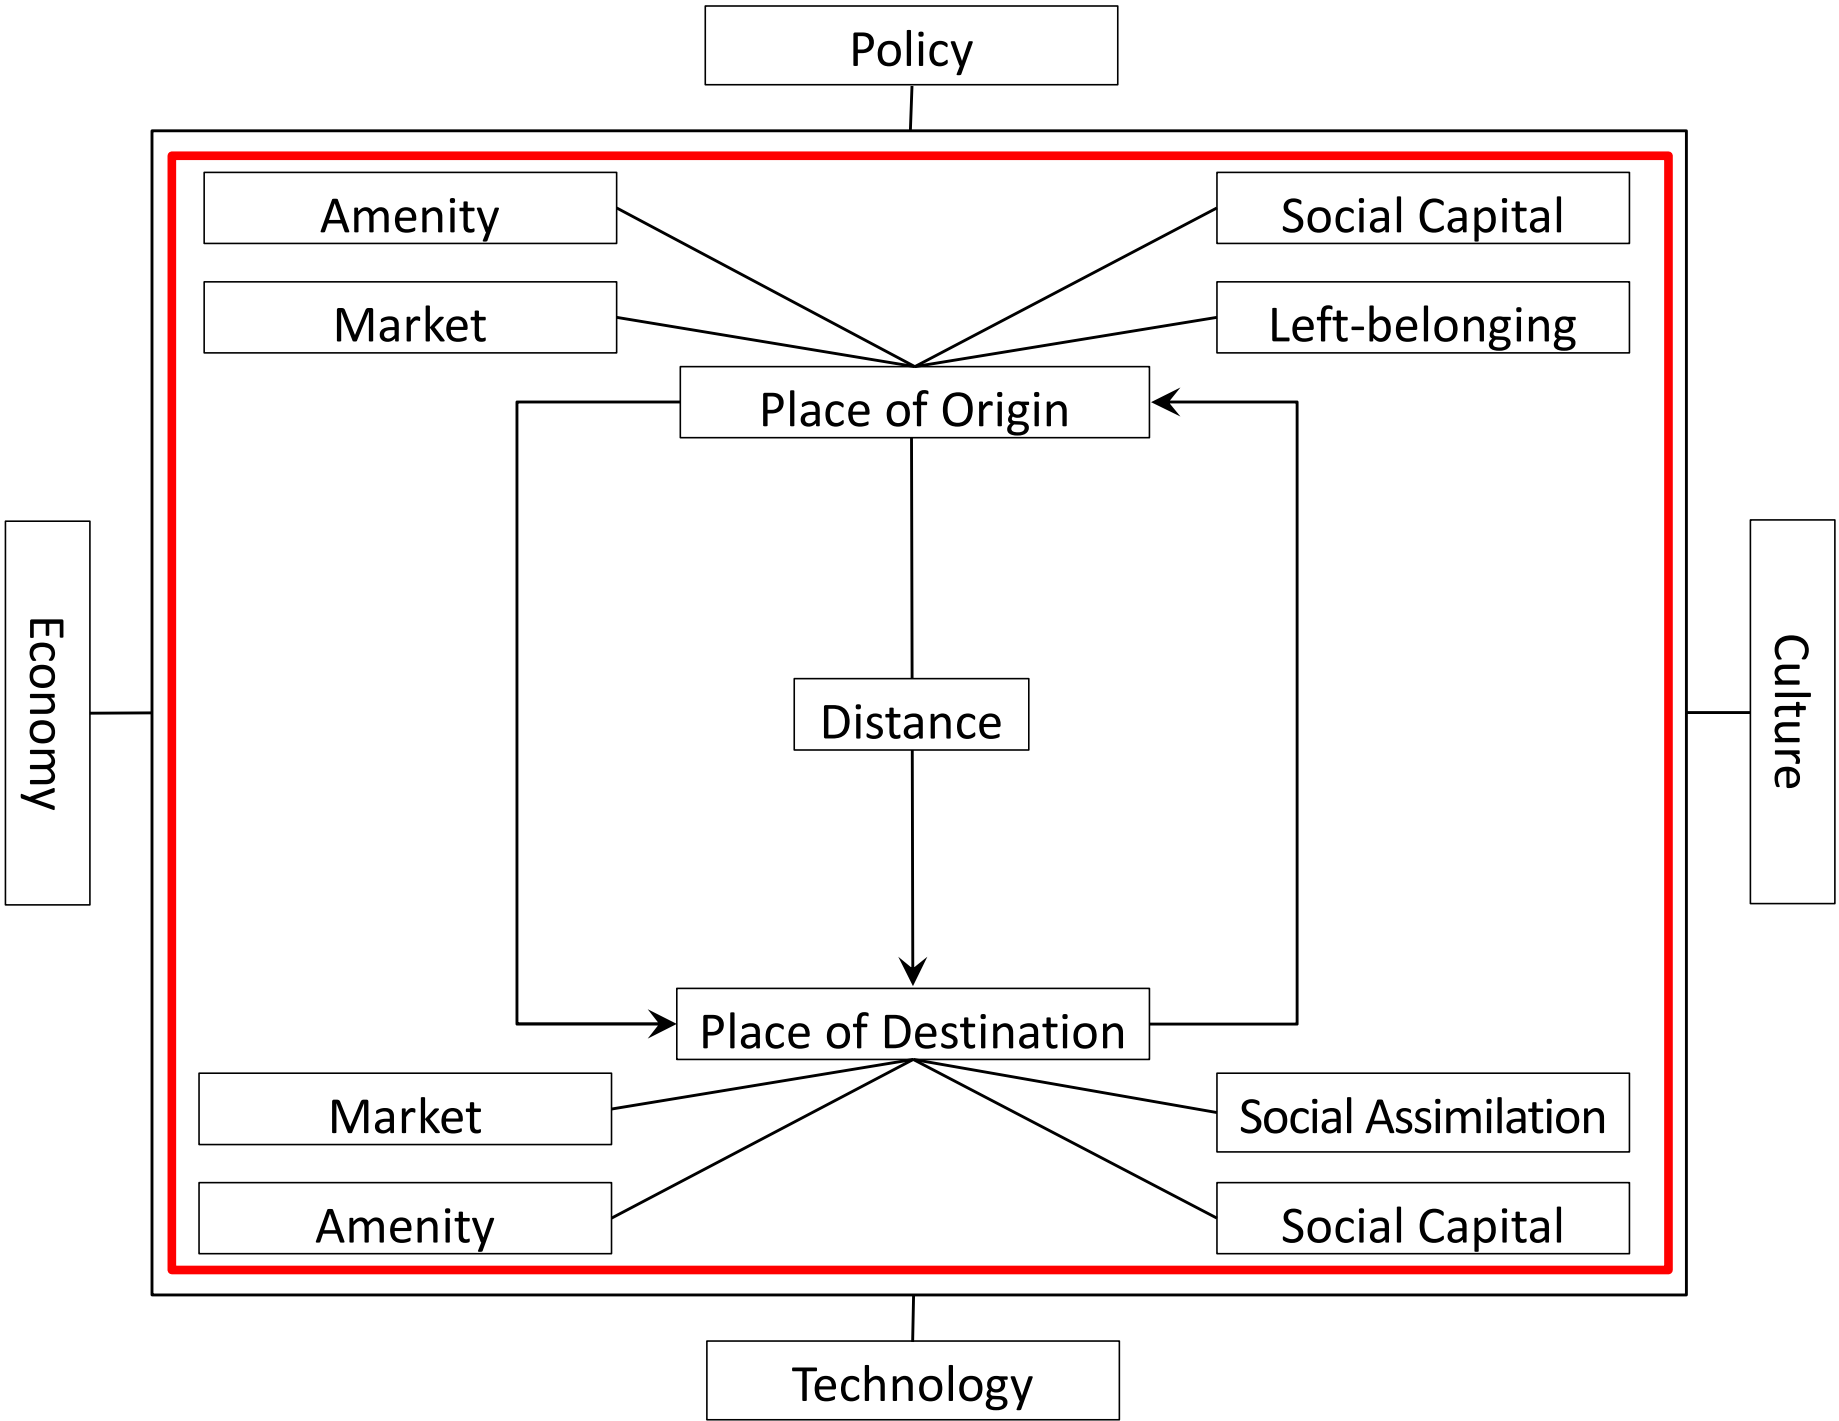 Policy
Amenity
Social Capital
Market
Left-belonging
Place of Origin
Economy
Distance
Culture
Place of Destination
Market
Social Assimilation
Amenity
Social Capital
Technology